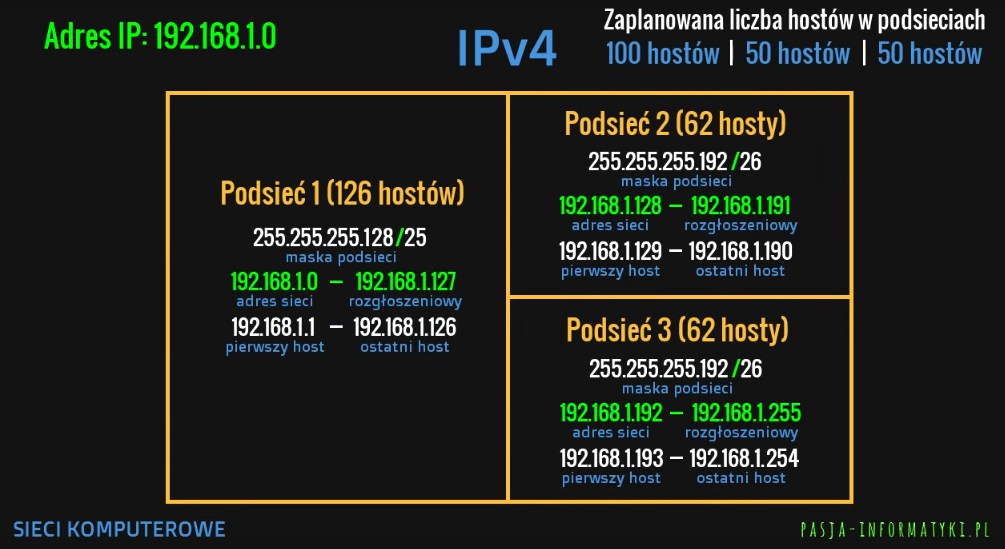 Adres IP: 192.168.1.0
IPv4
Zaplanowana liczba hostów w podsieciach
100 hostów | 50 hostów | 50 hostów
Podsieć 1 (126 hostów)
255.255.255.128 /25
maska podsieci
192.168.1.0 – 192.168.1.127
adres sieci rozgłoszeniowy
192.168.1.1 – 192.168.1.126
pierwszy host ostatni host
Podsieć 2 (62 hosty)
255.255.255.192 /26
maska podsieci
192.168.1.128 – 192.168.1.191
adres sieci rozgłoszeniowy
192.168.1.129 – 192.168.1.190
pierwszy host ostatni host
Podsieć 3 (62 hosty)
255.255.255.192 /26
maska podsieci
192.168.1.192 – 192.168.1.255
adres sieci rozgłoszeniowy
192.168.1.193 – 192.168.1.254
pierwszy host ostatni host
SIECI KOMPUTEROWE
PASJA-INFORMATYKI.PL